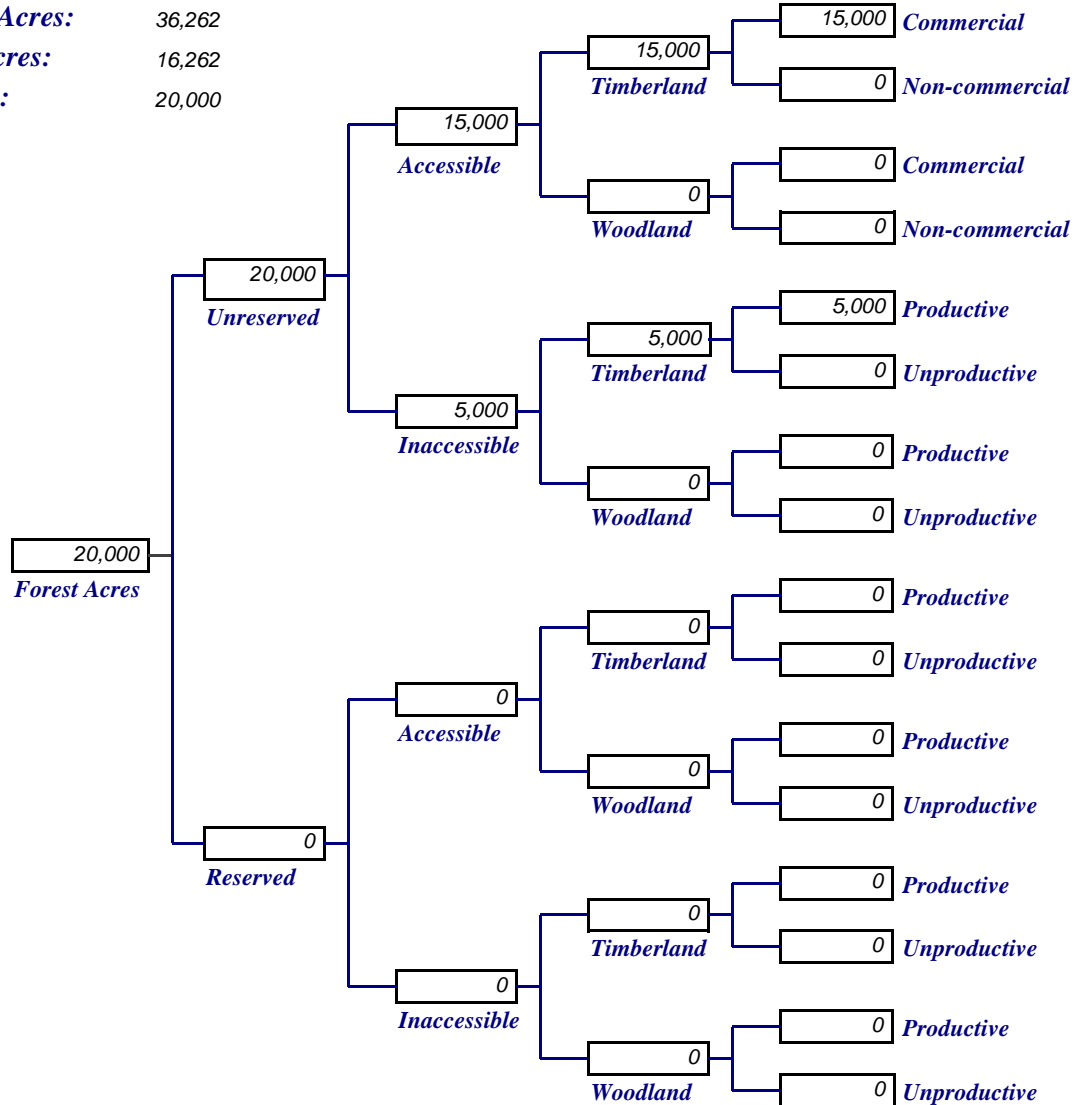 Acres: 36,262
cres: 16,262
: 20,000
15,000 Commercial
15,000
Timberland
0 Non-commercial
15,000
Accessible
0 Commercial
0
Woodland
0 Non-commercial
20,000
Unreserved
5,000 Productive
5,000
Timberland
0 Unproductive
5,000
Inaccessible
0 Productive
0
Woodland
0 Unproductive
20,000
Forest Acres
0 Productive
0
Timberland
0 Unproductive
0
Accessible
0 Productive
0
Woodland
0 Unproductive
0
Reserved
0 Productive
0
Timberland
0 Unproductive
0
Inaccessible
0 Productive
0
Woodland
0 Unproductive